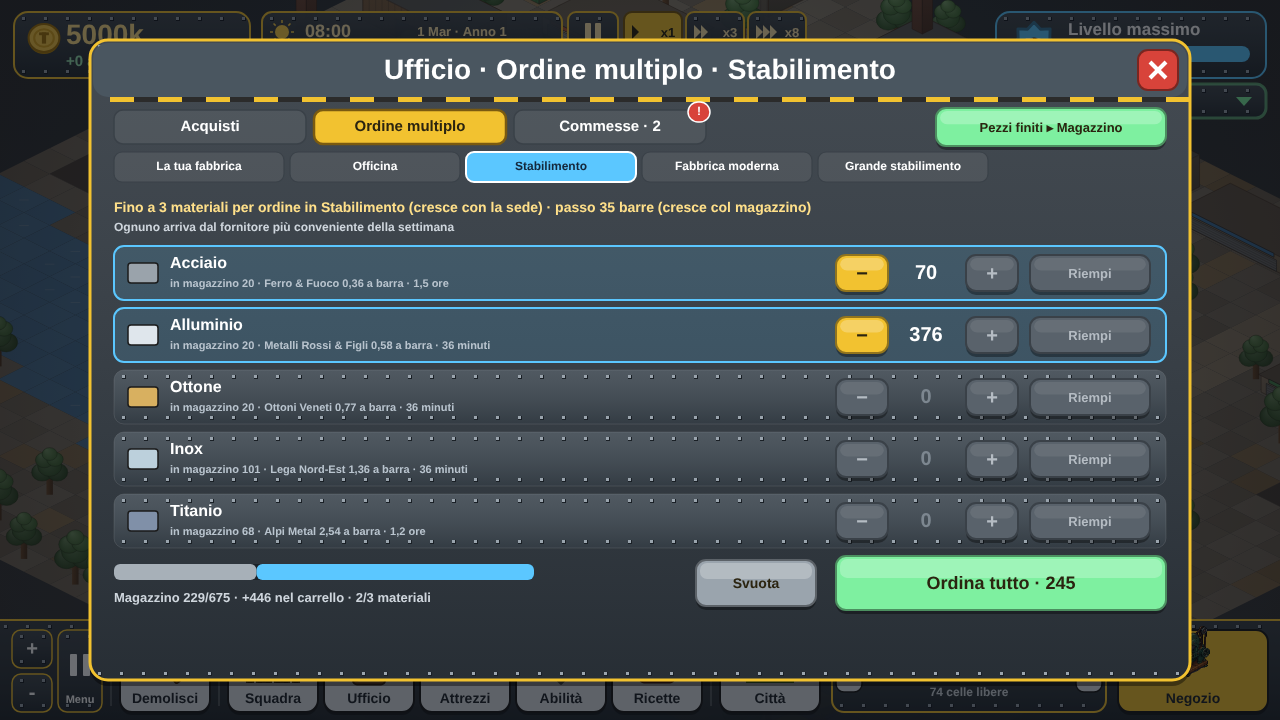 5000k
+0
08:00
1 Mar · Anno 1
x1
x3
x8
Livello massimo
Ufficio · Ordine multiplo · Stabilimento
Acquisti
Ordine multiplo
Commesse · 2
!
Pezzi finiti ▸ Magazzino
La tua fabbrica
Officina
Stabilimento
Fabbrica moderna
Grande stabilimento
Fino a 3 materiali per ordine in Stabilimento (cresce con la sede) · passo 35 barre (cresce col magazzino)
Ognuno arriva dal fornitore più conveniente della settimana
Acciaio
in magazzino 20 · Ferro & Fuoco 0,36 a barra · 1,5 ore
− 70 + Riempi
Alluminio
in magazzino 20 · Metalli Rossi & Figli 0,58 a barra · 36 minuti
− 376 + Riempi
Ottone
in magazzino 20 · Ottoni Veneti 0,77 a barra · 36 minuti
− 0 + Riempi
Inox
in magazzino 101 · Lega Nord-Est 1,36 a barra · 36 minuti
− 0 + Riempi
Titanio
in magazzino 68 · Alpi Metal 2,54 a barra · 1,2 ore
− 0 + Riempi
Magazzino 229/675 · +446 nel carrello · 2/3 materiali
Svuota
Ordina tutto · 245
+
-
Menu
Demolisci
Squadra
Ufficio
Attrezzi
Abilità
Ricette
Città
74 celle libere
Negozio